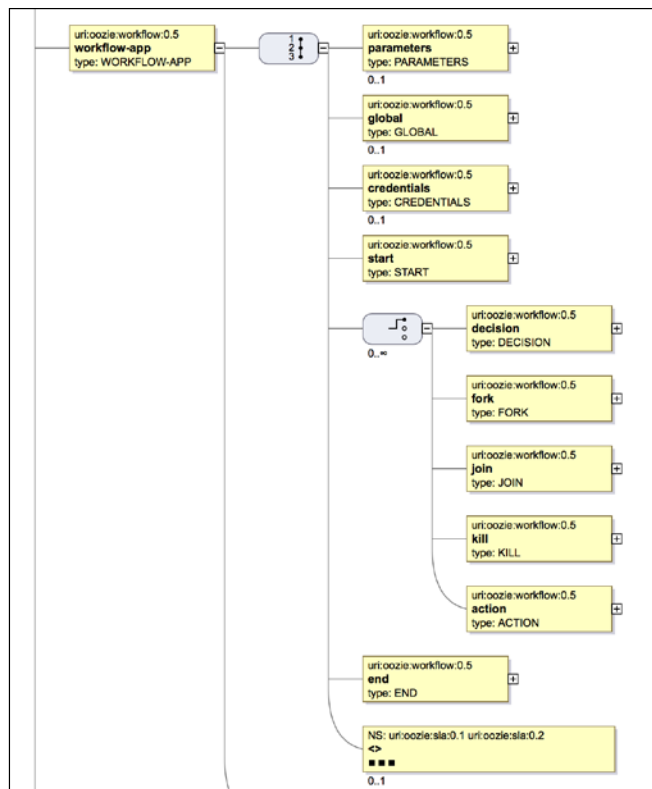 uri:oozie:workflow:0.5
workflow-app
type: WORKFLOW-APP
1
2
3
uri:oozie:workflow:0.5
parameters
type: PARAMETERS
0..1
uri:oozie:workflow:0.5
global
type: GLOBAL
0..1
uri:oozie:workflow:0.5
credentials
type: CREDENTIALS
0..1
uri:oozie:workflow:0.5
start
type: START
0..∞
uri:oozie:workflow:0.5
decision
type: DECISION
uri:oozie:workflow:0.5
fork
type: FORK
uri:oozie:workflow:0.5
join
type: JOIN
uri:oozie:workflow:0.5
kill
type: KILL
uri:oozie:workflow:0.5
action
type: ACTION
uri:oozie:workflow:0.5
end
type: END
NS: uri:oozie:sla:0.1 uri:oozie:sla:0.2
<>
■ ■ ■
0..1